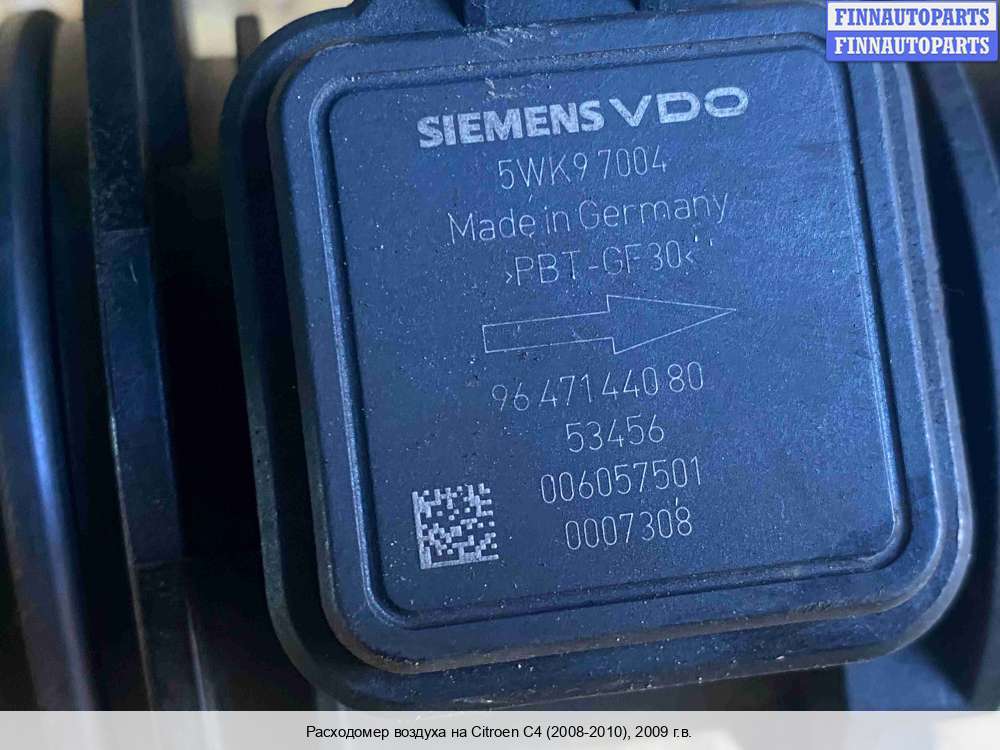 FINNAUTOPARTS
FINNAUTOPARTS
SIEMENS VDO
5WK9 7004
Made in Germany
>PBT-GF30<
96 471 440 80
53456
006057501
0007308
Расходомер воздуха на Citroen C4 (2008-2010), 2009 г.в.